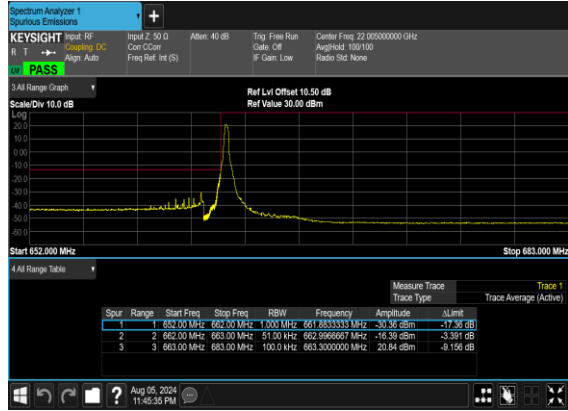 Spectrum Analyzer 1
Spurious Emissions
+
KEYSIGHT Input: RF Input Z: 50 Ω Atten: 40 dB Trig: Free Run Center Freq: 22.005000000 GHz
R T Coupling: DC Corr CCorr Gate: Off Avg|Hold: 100/100
Align: Auto Freq Ref: Int (S) IF Gain: Low Radio Std: None
PASS
3 All Range Graph
Ref Lvl Offset 10.50 dB
Scale/Div 10.0 dB Ref Value 30.00 dBm
Log
20.0
10.0
0.00
-10.0
-20.0
-30.0
-40.0
-50.0
-60.0
Start 652.000 MHz Stop 683.000 MHz
4 All Range Table
Measure Trace Trace 1
Trace Type Trace Average (Active)
Spur Range Start Freq Stop Freq RBW Frequency Amplitude ΔLimit
1 1 652.00 MHz 662.00 MHz 1.000 MHz 661.8833333 MHz -30.36 dBm -17.36 dB
2 2 662.00 MHz 663.00 MHz 51.00 kHz 662.9966667 MHz -16.39 dBm -3.391 dB
3 3 663.00 MHz 683.00 MHz 100.0 kHz 663.3000000 MHz 20.84 dBm -9.156 dB
?
Aug 05, 2024
11:45:35 PM